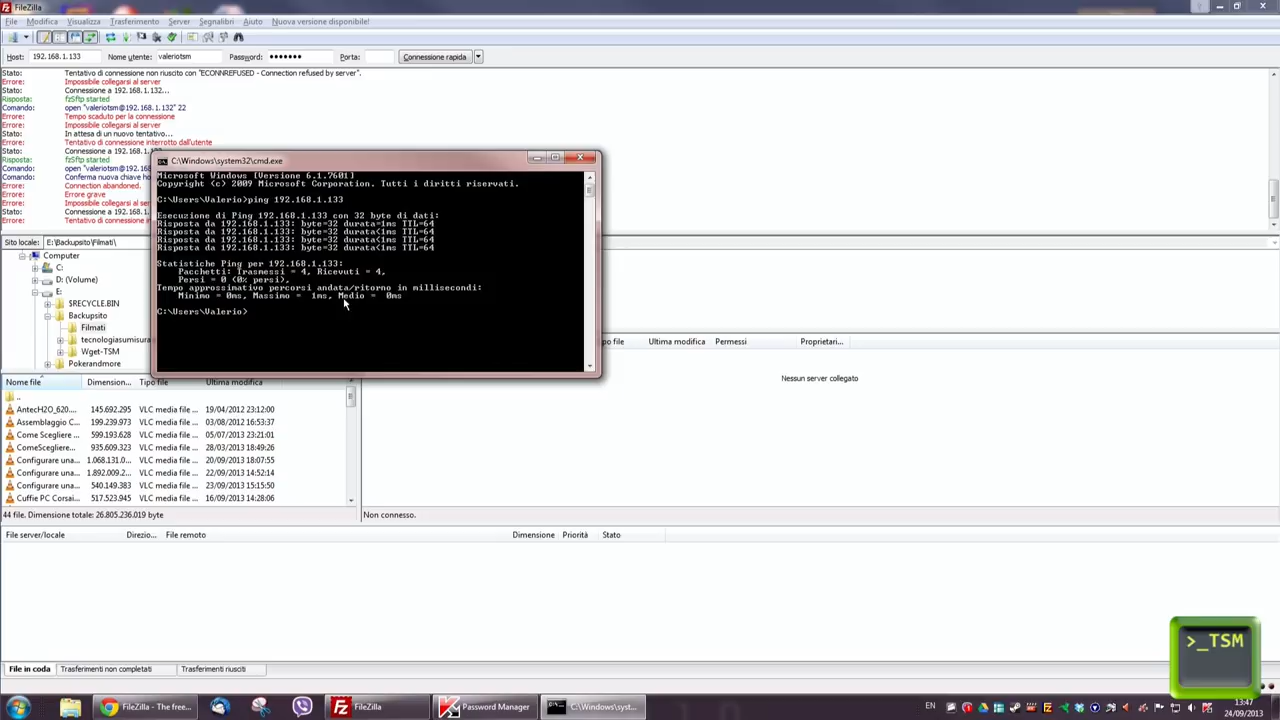 FileZilla
File Modifica Visualizza Trasferimento Server Segnalibri Aiuto Nuova versione disponibile!
Host: 192.168.1.133 Nome utente: valeriotsm Password: ••••••• Porta: Connessione rapida
Stato: Tentativo di connessione non riuscito con "ECONNREFUSED - Connection refused by server".
Errore: Impossibile collegarsi al server
Stato: Connessione a 192.168.1.132...
Risposta: fzSftp started
Comando: open "valeriotsm@192.168.1.132" 22
Errore: Tempo scaduto per la connessione
Errore: Impossibile collegarsi al server
Stato: In attesa di un nuovo tentativo...
Errore: Tentativo di connessione interrotto dall'utente
Stato: Connessione a 192.168.1.
Risposta: fzSftp started
Comando: open "valeriotsm@192.168
Comando: Conferma nuova chiave ho
Errore: Connection abandoned.
Errore: Errore grave
Errore: Impossibile collegarsi al
Errore: Tentativo di connessione in
C:\Windows\system32\cmd.exe
Microsoft Windows [Versione 6.1.7601]
Copyright (c) 2009 Microsoft Corporation. Tutti i diritti riservati.
C:\Users\Valerio>ping 192.168.1.133
Esecuzione di Ping 192.168.1.133 con 32 byte di dati:
Risposta da 192.168.1.133: byte=32 durata=1ms TTL=64
Risposta da 192.168.1.133: byte=32 durata<1ms TTL=64
Risposta da 192.168.1.133: byte=32 durata<1ms TTL=64
Risposta da 192.168.1.133: byte=32 durata<1ms TTL=64
Statistiche Ping per 192.168.1.133:
Pacchetti: Trasmessi = 4, Ricevuti = 4,
Persi = 0 (0% persi),
Tempo approssimativo percorsi andata/ritorno in millisecondi:
Minimo = 0ms, Massimo = 1ms, Medio = 0ms
C:\Users\Valerio>
Sito locale: E:\Backupsito\Filmati\
Computer
C:
D: (Volume)
E:
$RECYCLE.BIN
Backupsito
Filmati
tecnologiasumisura
Wget-TSM
Pokerandmore
po file Ultima modifica Permessi Proprietari...
Nessun server collegato
Nome file Dimension... Tipo file Ultima modifica
..
AntecH2O_620.... 145.692.295 VLC media file ... 19/04/2012 23:12:00
Assemblaggio C... 199.239.973 VLC media file ... 03/08/2012 16:53:37
Come Scegliere ... 599.193.628 VLC media file ... 05/07/2013 23:21:01
ComeScegliere... 935.609.323 VLC media file ... 28/03/2013 18:49:26
Configurare una... 1.068.131.0... VLC media file ... 20/09/2013 18:07:55
Configurare una... 1.892.009.2... VLC media file ... 22/09/2013 14:52:14
Configurare una... 540.149.383 VLC media file ... 23/09/2013 15:15:50
Cuffie PC Corsai... 517.523.945 VLC media file ... 16/09/2013 14:28:06
44 file. Dimensione totale: 26.805.236.019 byte
Non connesso.
File server/locale Direzio... File remoto Dimensione Priorità Stato
>_TSM
File in coda Trasferimenti non completati Trasferimenti riusciti
FileZilla - The free... FileZilla Password Manager C:\Windows\syst... EN 13:47
24/09/2013